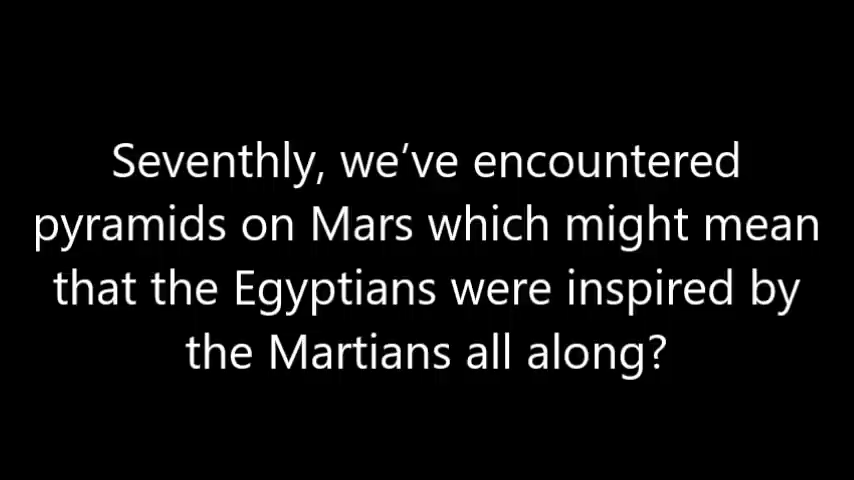 Seventhly, we’ve encountered
pyramids on Mars which might mean
that the Egyptians were inspired by
the Martians all along?